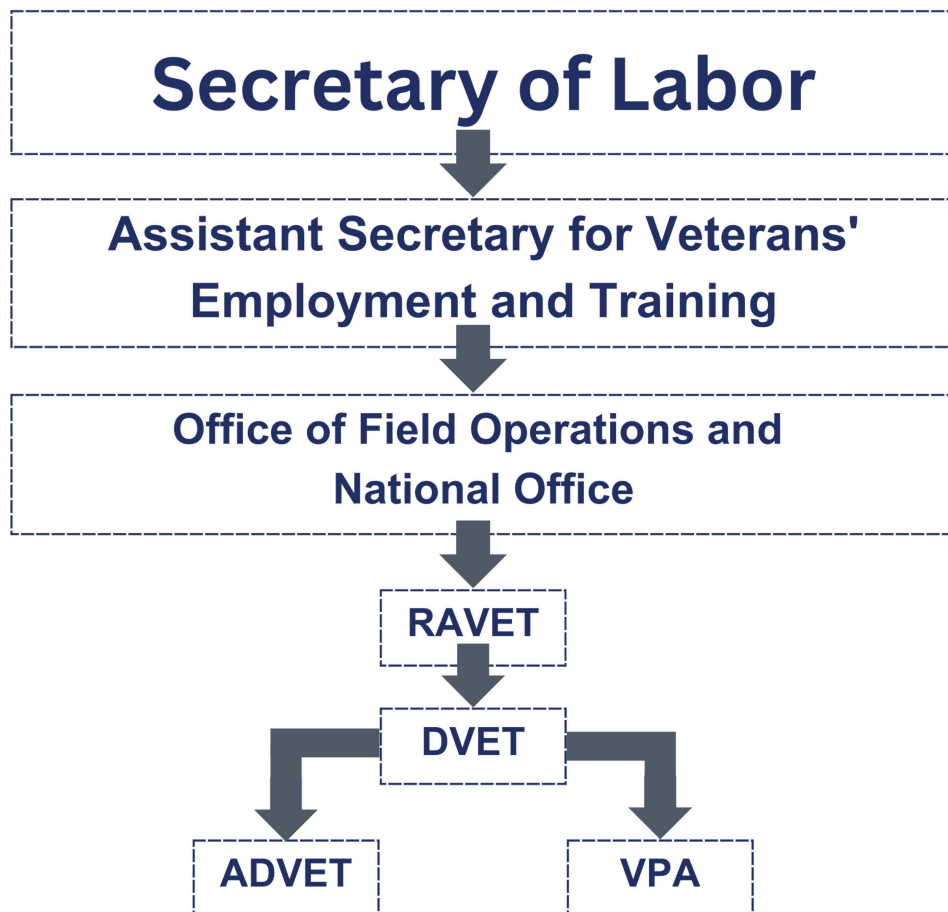 Secretary of Labor
Assistant Secretary for Veterans'
Employment and Training
Office of Field Operations and
National Office
RAVET
DVET
ADVET
VPA